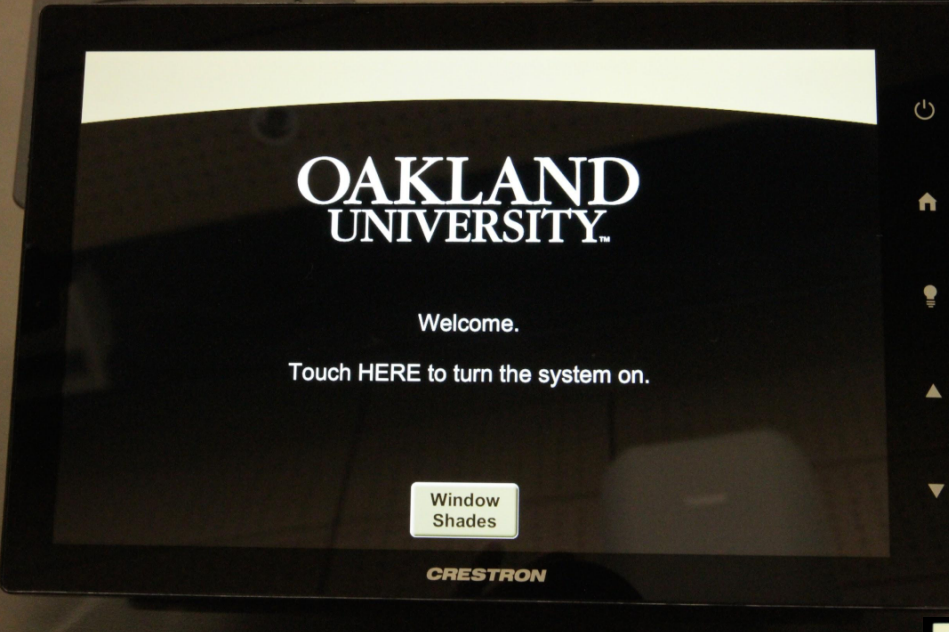 OAKLAND
UNIVERSITY™
Welcome.
Touch HERE to turn the system on.
Window
Shades
CRESTRON